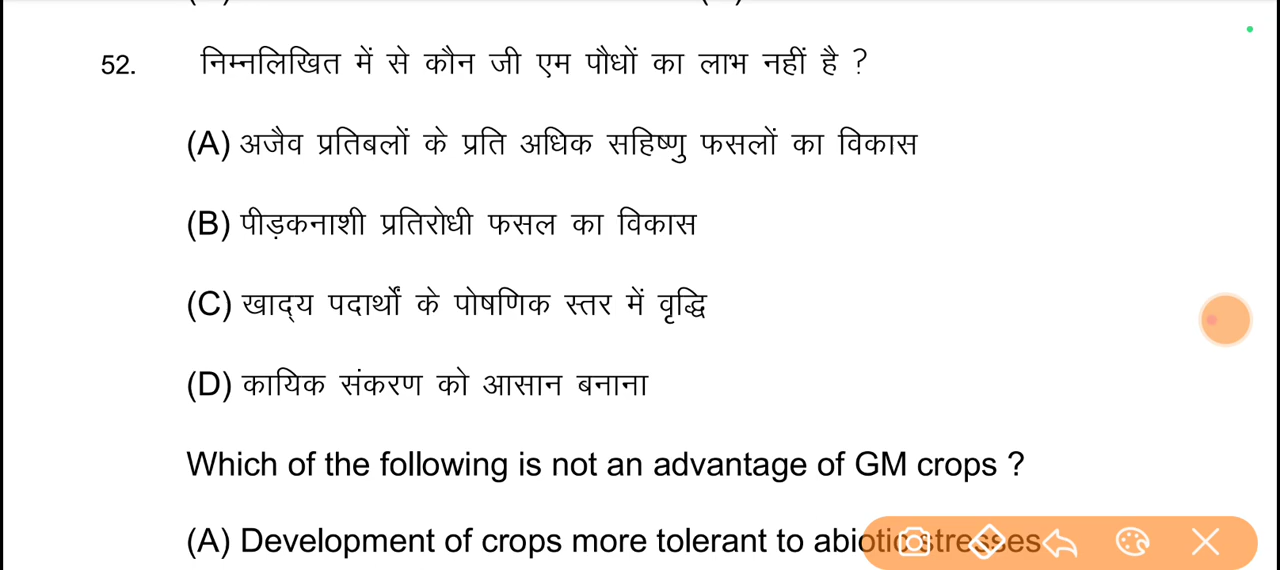 52. निम्नलिखित में से कौन जी एम पौधों का लाभ नहीं है ?
(A) अजैव प्रतिबलों के प्रति अधिक सहिष्णु फसलों का विकास
(B) पीड़कनाशी प्रतिरोधी फसल का विकास
(C) खाद्य पदार्थों के पोषणिक स्तर में वृद्धि
(D) कायिक संकरण को आसान बनाना
Which of the following is not an advantage of GM crops ?
(A) Development of crops more tolerant to abiotic stresses